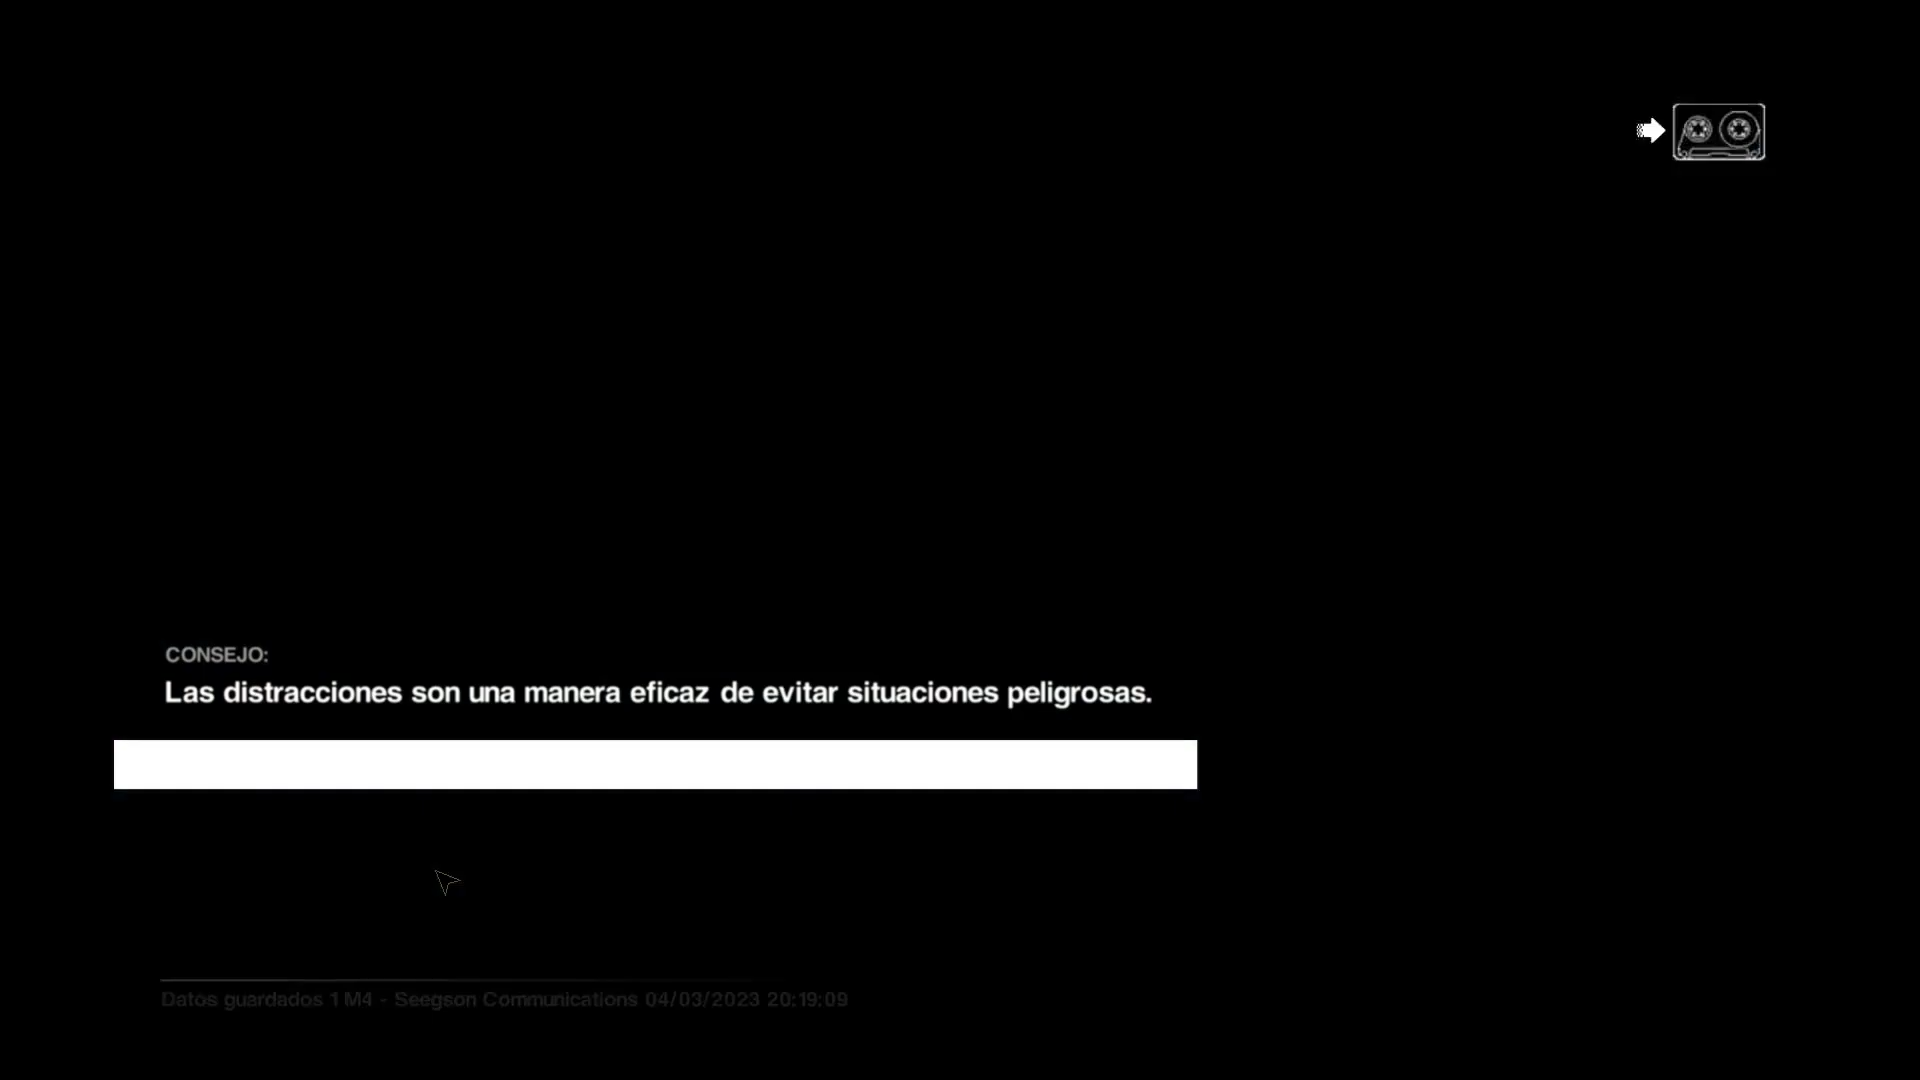 CONSEJO:
Las distracciones son una manera eficaz de evitar situaciones peligrosas.
Datos guardados 1 M4 - Seegson Communications 04/03/2023 20:19:09